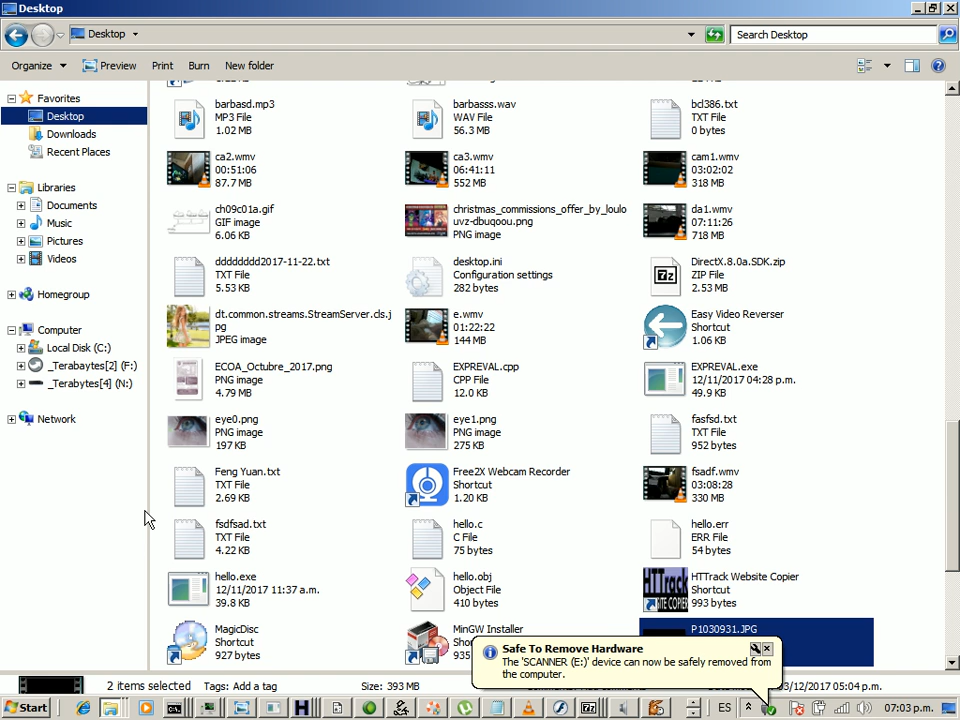 Desktop
Desktop
Search Desktop
Organize
Preview
Print
Burn
New folder
Favorites
Desktop
Downloads
Recent Places
Libraries
Documents
Music
Pictures
Videos
Homegroup
Computer
Local Disk (C:)
_Terabaytes[2] (F:)
_Terabytes[4] (N:)
Network
barbasd.mp3
MP3 File
1.02 MB
barbasss.wav
WAV File
56.3 MB
bcl386.txt
TXT File
0 bytes
ca2.wmv
00:51:06
87.7 MB
ca3.wmv
06:41:11
552 MB
cam1.wmv
03:02:02
318 MB
ch09c01a.gif
GIF image
6.06 KB
christmas_commissions_offer_by_loulo
uvz-dbuqoou.png
PNG image
da1.wmv
07:11:26
718 MB
dddddddd2017-11-22.txt
TXT File
5.53 KB
desktop.ini
Configuration settings
282 bytes
DirectX.8.0a.SDK.zip
ZIP File
2.53 MB
dt.common.streams.StreamServer.cls.j
pg
JPEG image
e.wmv
01:22:22
144 MB
Easy Video Reverser
Shortcut
1.06 KB
ECOA_Octubre_2017.png
PNG image
4.79 MB
EXPREVAL.cpp
CPP File
12.0 KB
EXPREVAL.exe
12/11/2017 04:28 p.m.
49.9 KB
eye0.png
PNG image
197 KB
eye1.png
PNG image
275 KB
fasfsd.txt
TXT File
952 bytes
Feng Yuan.txt
TXT File
2.69 KB
Free2X Webcam Recorder
Shortcut
1.20 KB
fsadf.wmv
03:08:28
330 MB
fsdfsad.txt
TXT File
4.22 KB
hello.c
C File
75 bytes
hello.err
ERR File
54 bytes
hello.exe
12/11/2017 11:37 a.m.
39.8 KB
hello.obj
Object File
410 bytes
HTTrack Website Copier
Shortcut
993 bytes
MagicDisc
Shortcut
927 bytes
MinGW Installer
Shortcut
935
P1030931.JPG
Safe To Remove Hardware
The 'SCANNER (E:)' device can now be safely removed from
the computer.
2 items selected
Tags: Add a tag
Size: 393 MB
03/12/2017 05:04 p.m.
Start
ES
07:03 p.m.